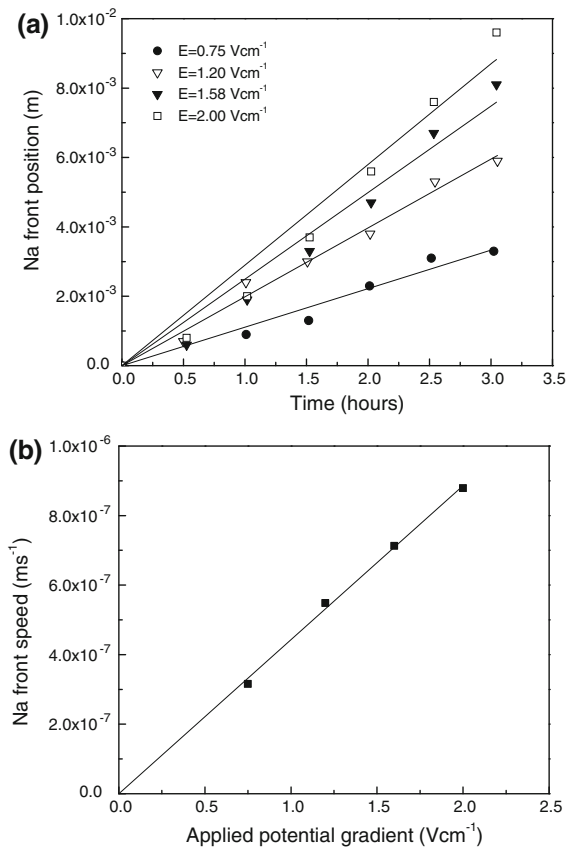 (a)
1.0x10⁻²
8.0x10⁻³
6.0x10⁻³
4.0x10⁻³
2.0x10⁻³
0.0
Na front position (m)
E=0.75 Vcm⁻¹
E=1.20 Vcm⁻¹
E=1.58 Vcm⁻¹
E=2.00 Vcm⁻¹
0.0 0.5 1.0 1.5 2.0 2.5 3.0 3.5
Time (hours)
(b)
1.0x10⁻⁶
8.0x10⁻⁷
6.0x10⁻⁷
4.0x10⁻⁷
2.0x10⁻⁷
0.0
Na front speed (ms⁻¹)
0.0 0.5 1.0 1.5 2.0 2.5
Applied potential gradient (Vcm⁻¹)